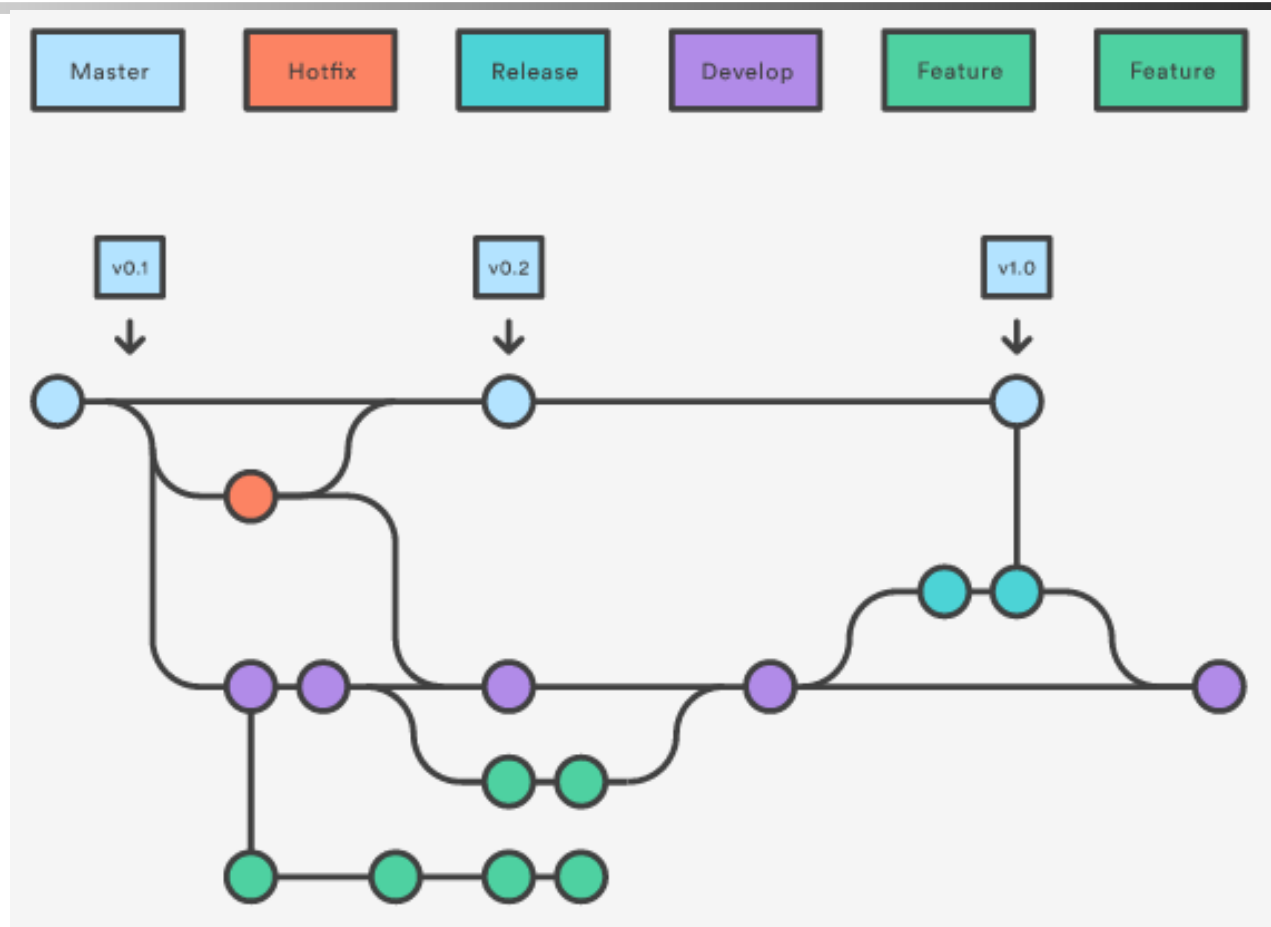 Master
Hotfix
Release
Develop
Feature
Feature
v0.1
v0.2
v1.0